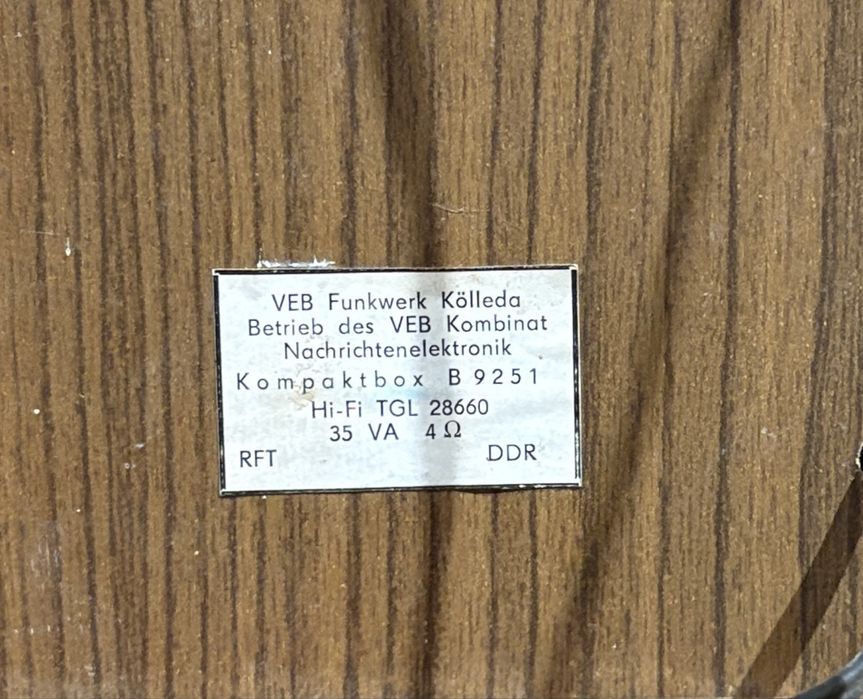 VEB Funkwerk Kölleda
Betrieb des VEB Kombinat
Nachrichtenelektronik
Kompaktbox B 9251
Hi-Fi TGL 28660
35 VA 4 Ω
RFT DDR